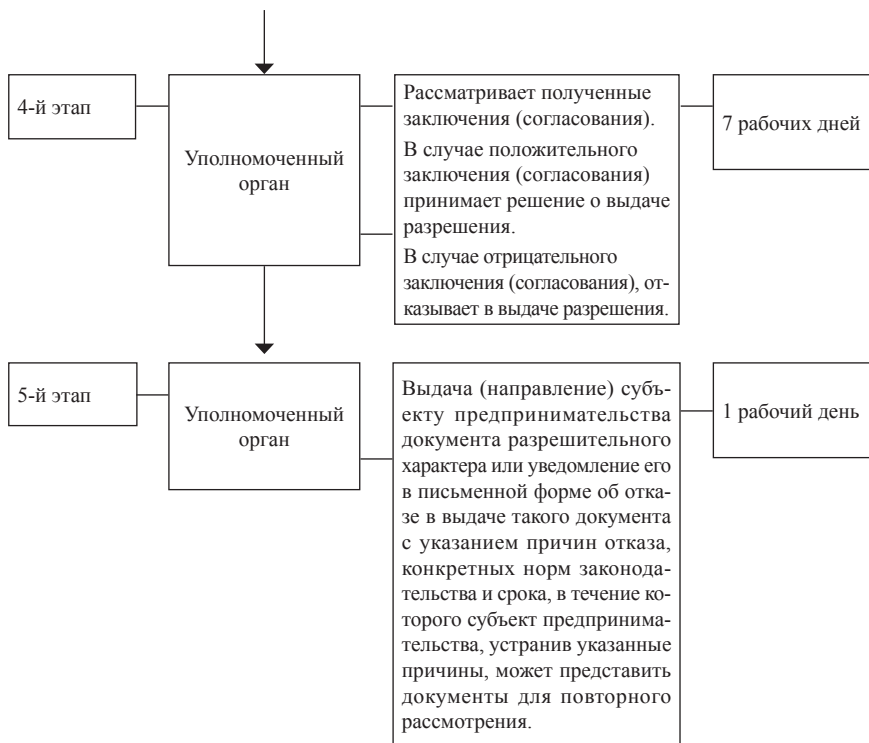 4-й этап
Уполномоченный
орган
Рассматривает полученные
заключения (согласования).
В случае положительного
заключения (согласования)
принимает решение о выдаче
разрешения.
В случае отрицательного
заключения (согласования), от-
казывает в выдаче разрешения.
7 рабочих дней
5-й этап
Уполномоченный
орган
Выдача (направление) субъ-
екту предпринимательства
документа разрешительного
характера или уведомление его
в письменной форме об отка-
зе в выдаче такого документа
с указанием причин отказа,
конкретных норм законода-
тельства и срока, в течение ко-
торого субъект предпринима-
тельства, устранив указанные
причины, может представить
документы для повторного
рассмотрения.
1 рабочий день